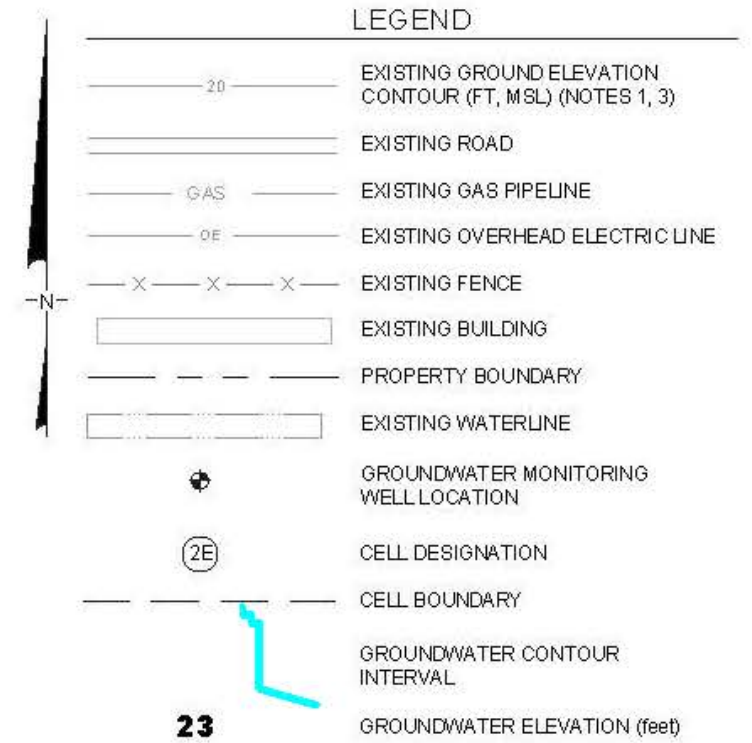 LEGEND
20
EXISTING GROUND ELEVATION
CONTOUR (FT, MSL) (NOTES 1, 3)
EXISTING ROAD
GAS
EXISTING GAS PIPELINE
OE
EXISTING OVERHEAD ELECTRIC LINE
X X X
EXISTING FENCE
-N-
EXISTING BUILDING
PROPERTY BOUNDARY
EXISTING WATERLINE
GROUNDWATER MONITORING
WELL LOCATION
2E
CELL DESIGNATION
CELL BOUNDARY
GROUNDWATER CONTOUR
INTERVAL
23
GROUNDWATER ELEVATION (feet)